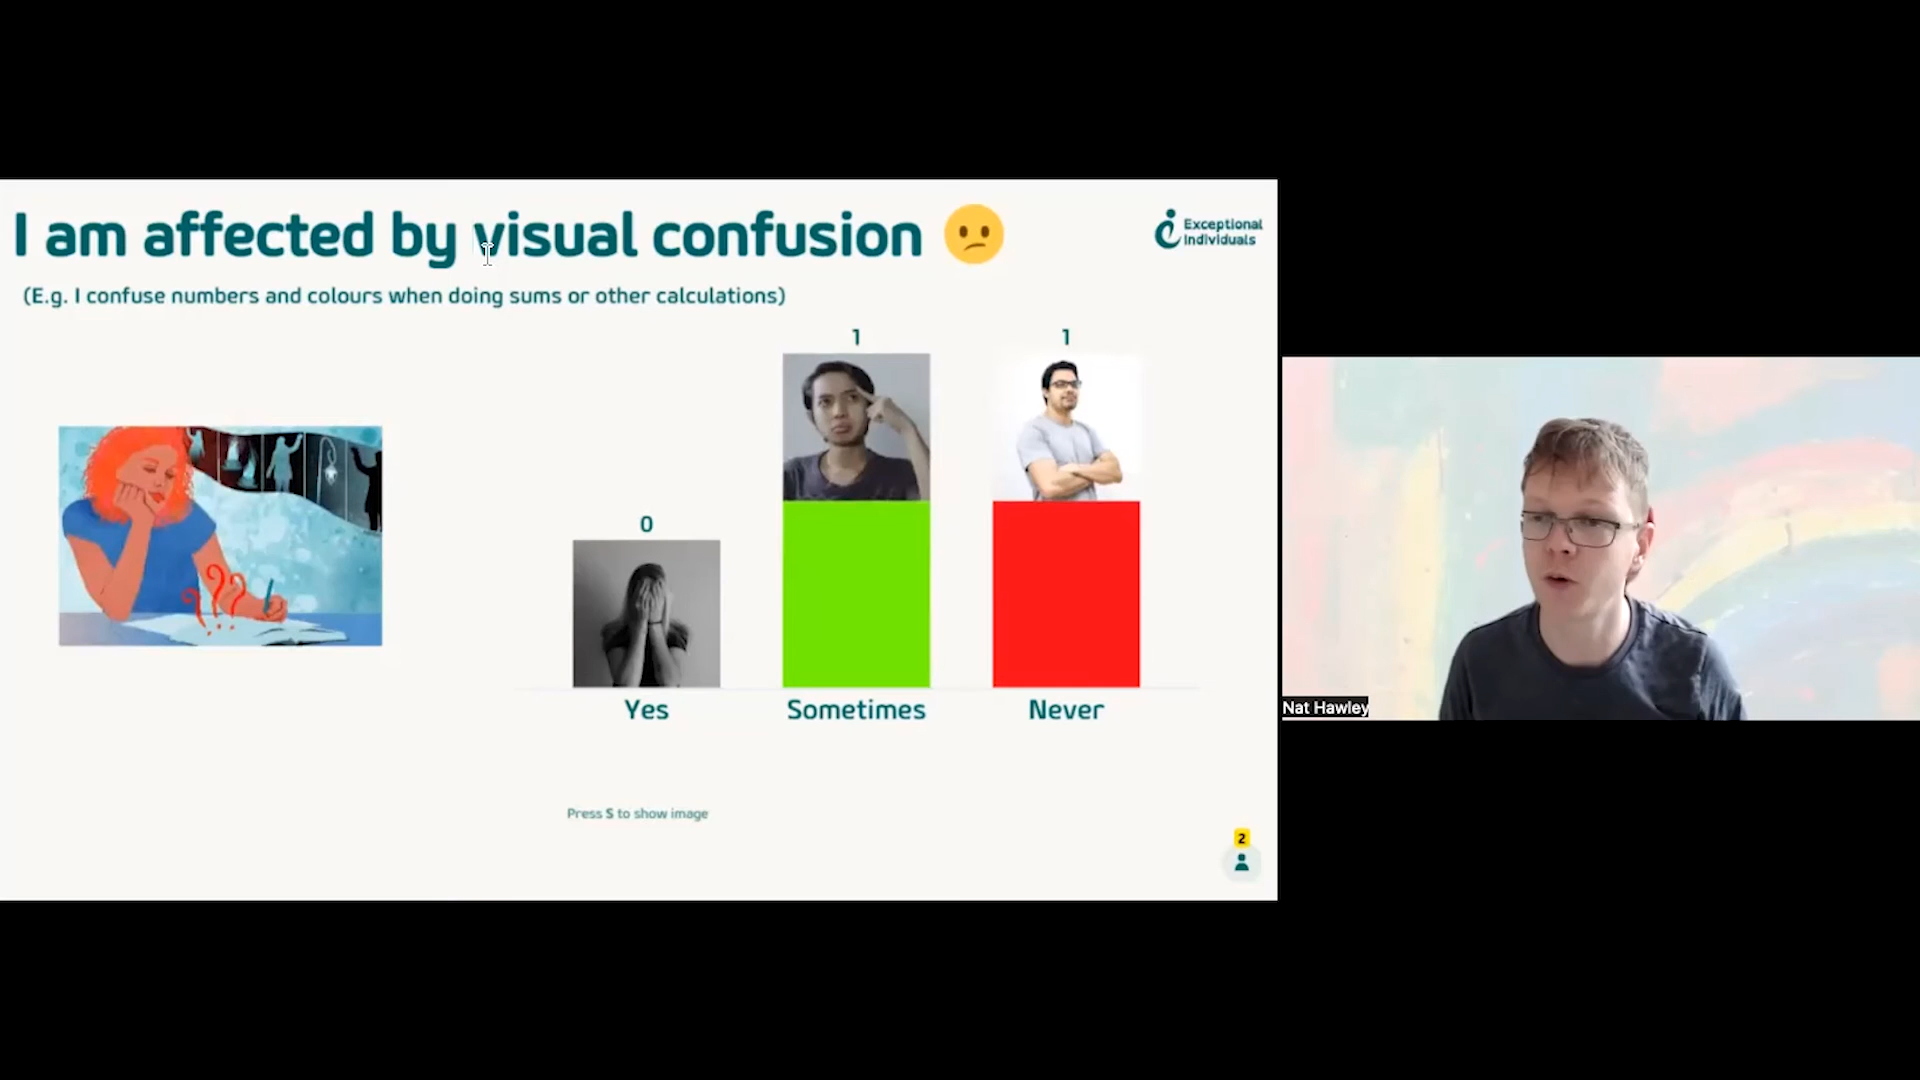 I am affected by visual confusion
Exceptional
Individuals
(E.g. I confuse numbers and colours when doing sums or other calculations)
0
1
1
Yes
Sometimes
Never
Press S to show image
2
Nat Hawley